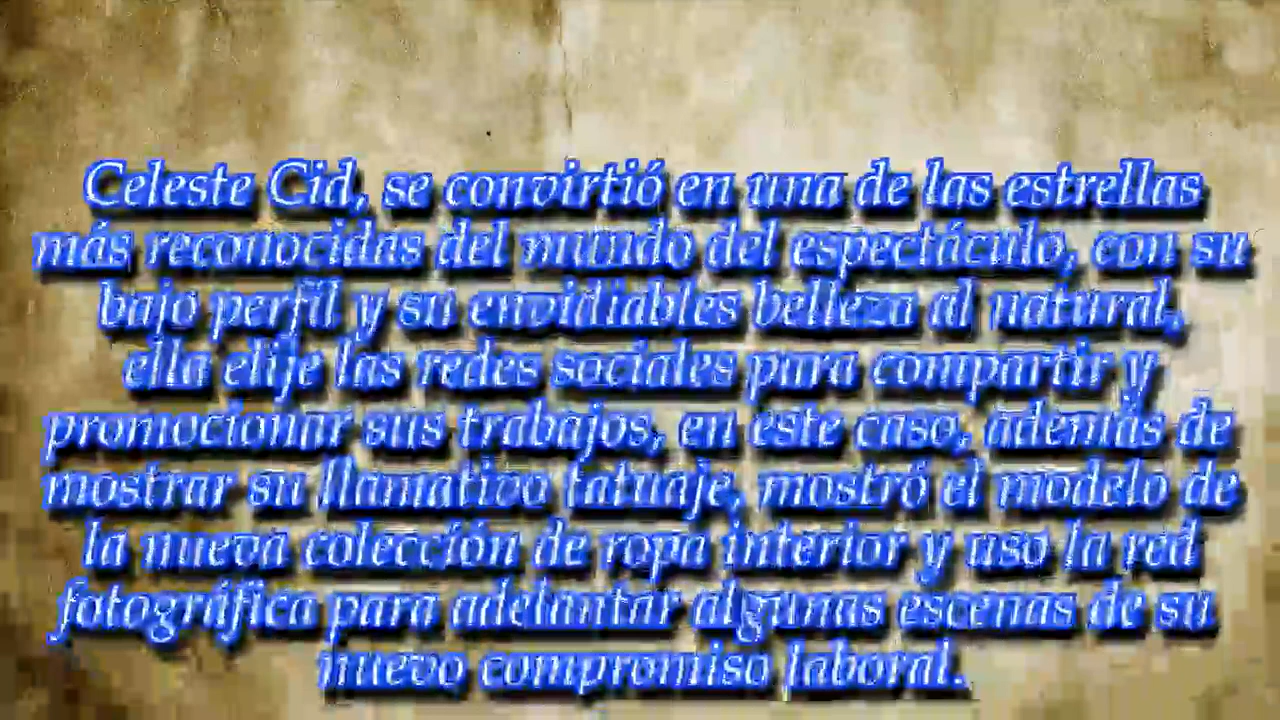 Celeste Cid, se convirtió en una de las estrellas
más reconocidas del mundo del espectáculo, con su
bajo perfil y su envidiables belleza al natural,
ella elije las redes sociales para compartir y
promocionar sus trabajos, en este caso, además de
mostrar su llamativo tatuaje, mostró el modelo de
la nueva colección de ropa interior y uso la red
fotográfica para adelantar algunas escenas de su
nuevo compromiso laboral.